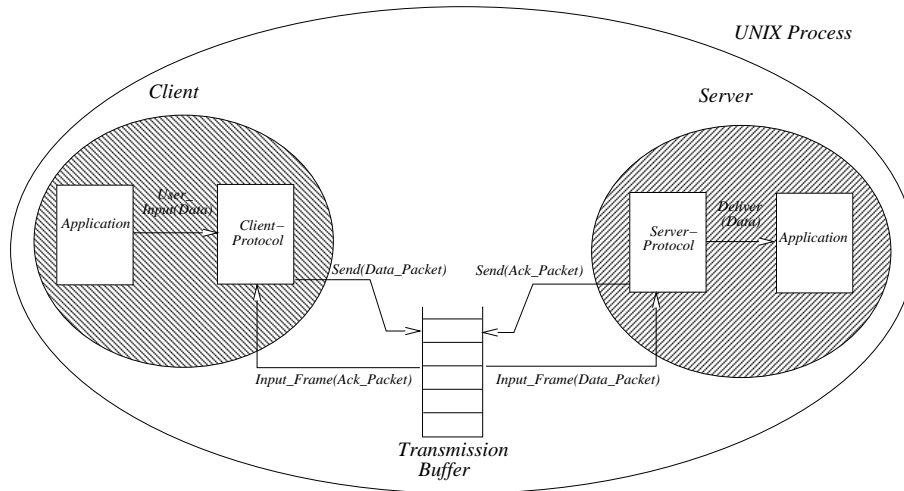 UNIX Process
Client
Server
User_
Input(Data)
Application
Client-
Protocol
Deliver
(Data)
Server-
Protocol
Application
Send(Data_Packet)
Send(Ack_Packet)
Input_Frame(Ack_Packet)
Input_Frame(Data_Packet)
Transmission
Buffer